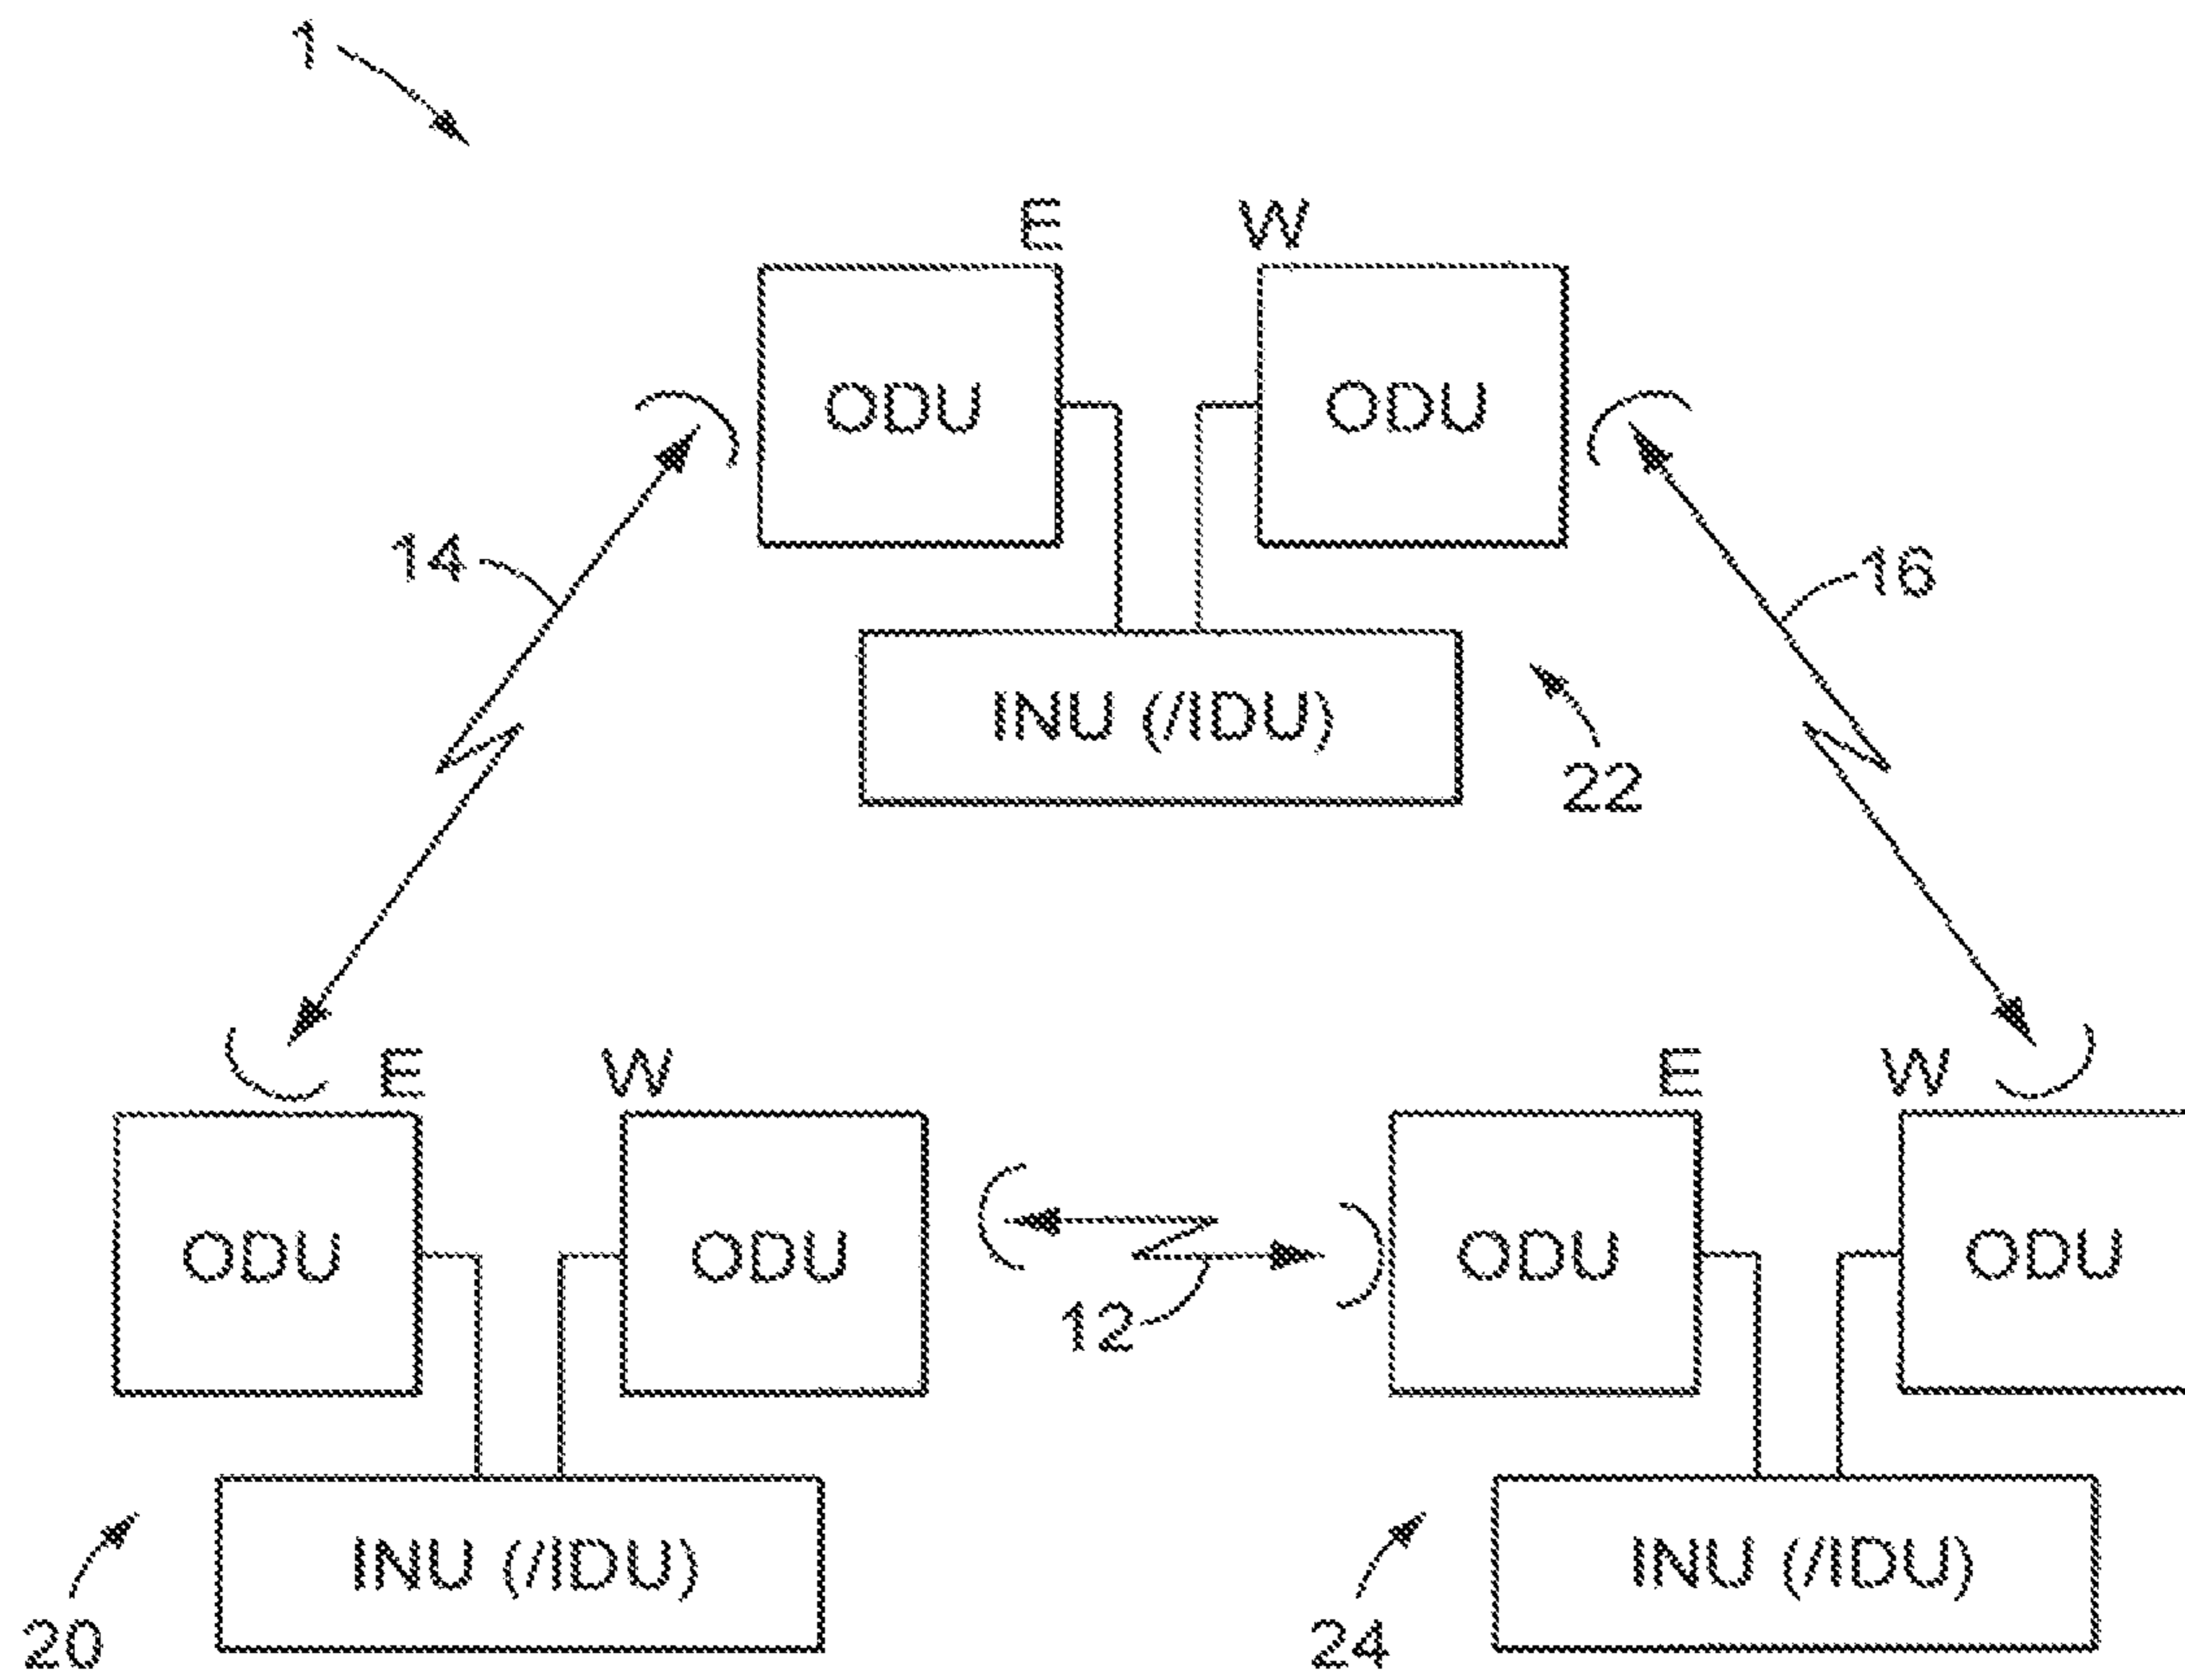 1
E W
ODU ODU
14 16
INU (/IDU)
22
E W E W
ODU ODU ODU ODU
12
INU (/IDU) INU (/IDU)
20 24